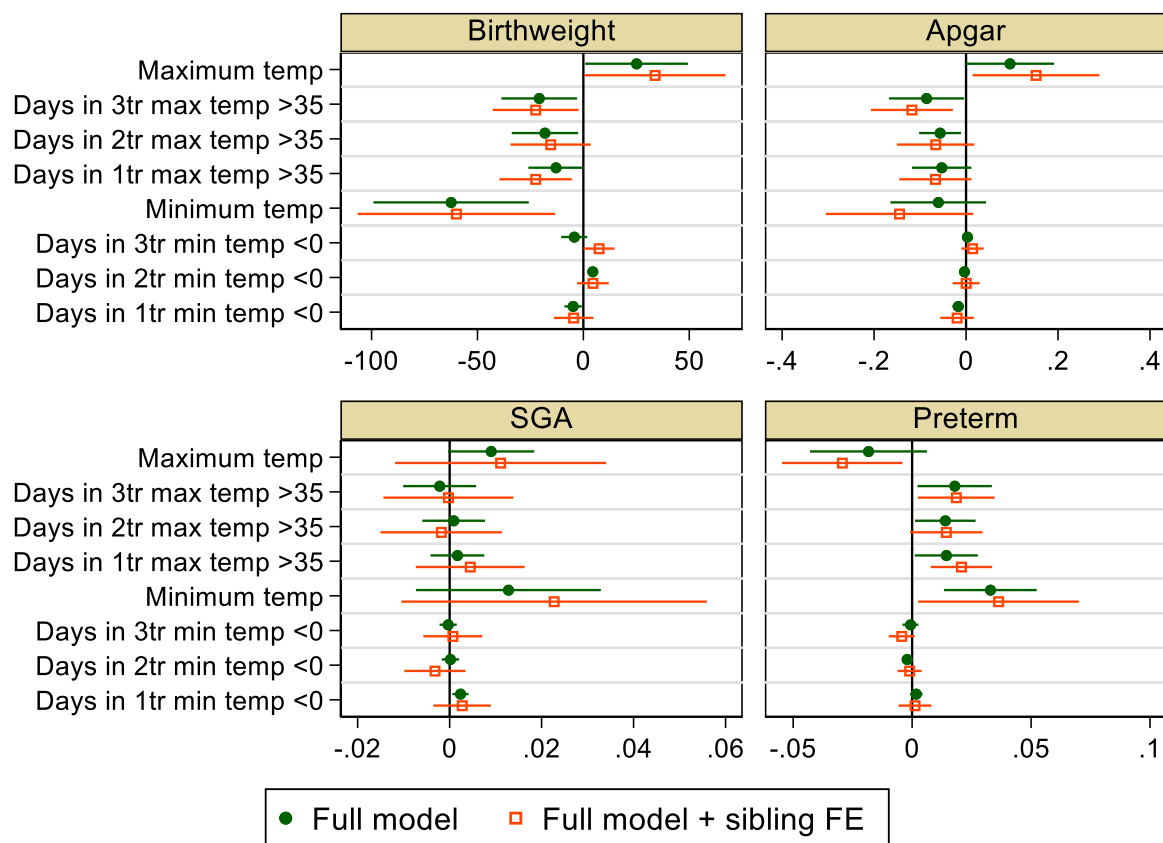 Birthweight
Apgar
Maximum temp
Days in 3tr max temp >35
Days in 2tr max temp >35
Days in 1tr max temp >35
Minimum temp
Days in 3tr min temp <0
Days in 2tr min temp <0
Days in 1tr min temp <0
-100 -50 0 50
-.4 -.2 0 .2 .4
SGA
Preterm
Maximum temp
Days in 3tr max temp >35
Days in 2tr max temp >35
Days in 1tr max temp >35
Minimum temp
Days in 3tr min temp <0
Days in 2tr min temp <0
Days in 1tr min temp <0
-.02 0 .02 .04 .06
-.05 0 .05 .1
Full model
Full model + sibling FE